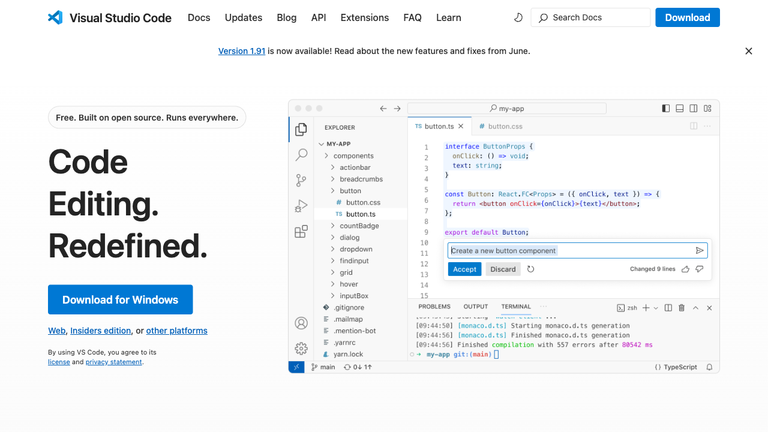 Visual Studio Code Docs Updates Blog API Extensions FAQ Learn Search Docs Download
Version 1.91 is now available! Read about the new features and fixes from June.
Free. Built on open source. Runs everywhere.
Code
Editing.
Redefined.
Download for Windows
Web, Insiders edition, or other platforms
By using VS Code, you agree to its
license and privacy statement.
my-app
EXPLORER
MY-APP
components
actionbar
breadcrumbs
button
# button.css
TS button.ts
countBadge
dialog
dropdown
findinput
grid
hover
inputBox
.gitignore
.mailmap
.mention-bot
.yarnrc
yarn.lock
TS button.ts
# button.css
1 interface ButtonProps {
2 onClick: () => void;
3 text: string;
4 }
5
6 const Button: React.FC<Props> = ({ onClick, text }) => {
7 return <button onClick={onClick}>{text}</button>;
8 };
9
9 export default Button;
10
11
12
13
14
15
Create a new button component
Accept Discard Changed 9 lines
PROBLEMS OUTPUT TERMINAL ... zsh
[09:44:50] [monaco.d.ts] Starting monaco.d.ts generation
[09:44:56] [monaco.d.ts] Finished monaco.d.ts generation
[09:44:56] Finished compilation with 557 errors after 80542 ms
my-app git:(main)
main 0↓ 1↑ {} TypeScript